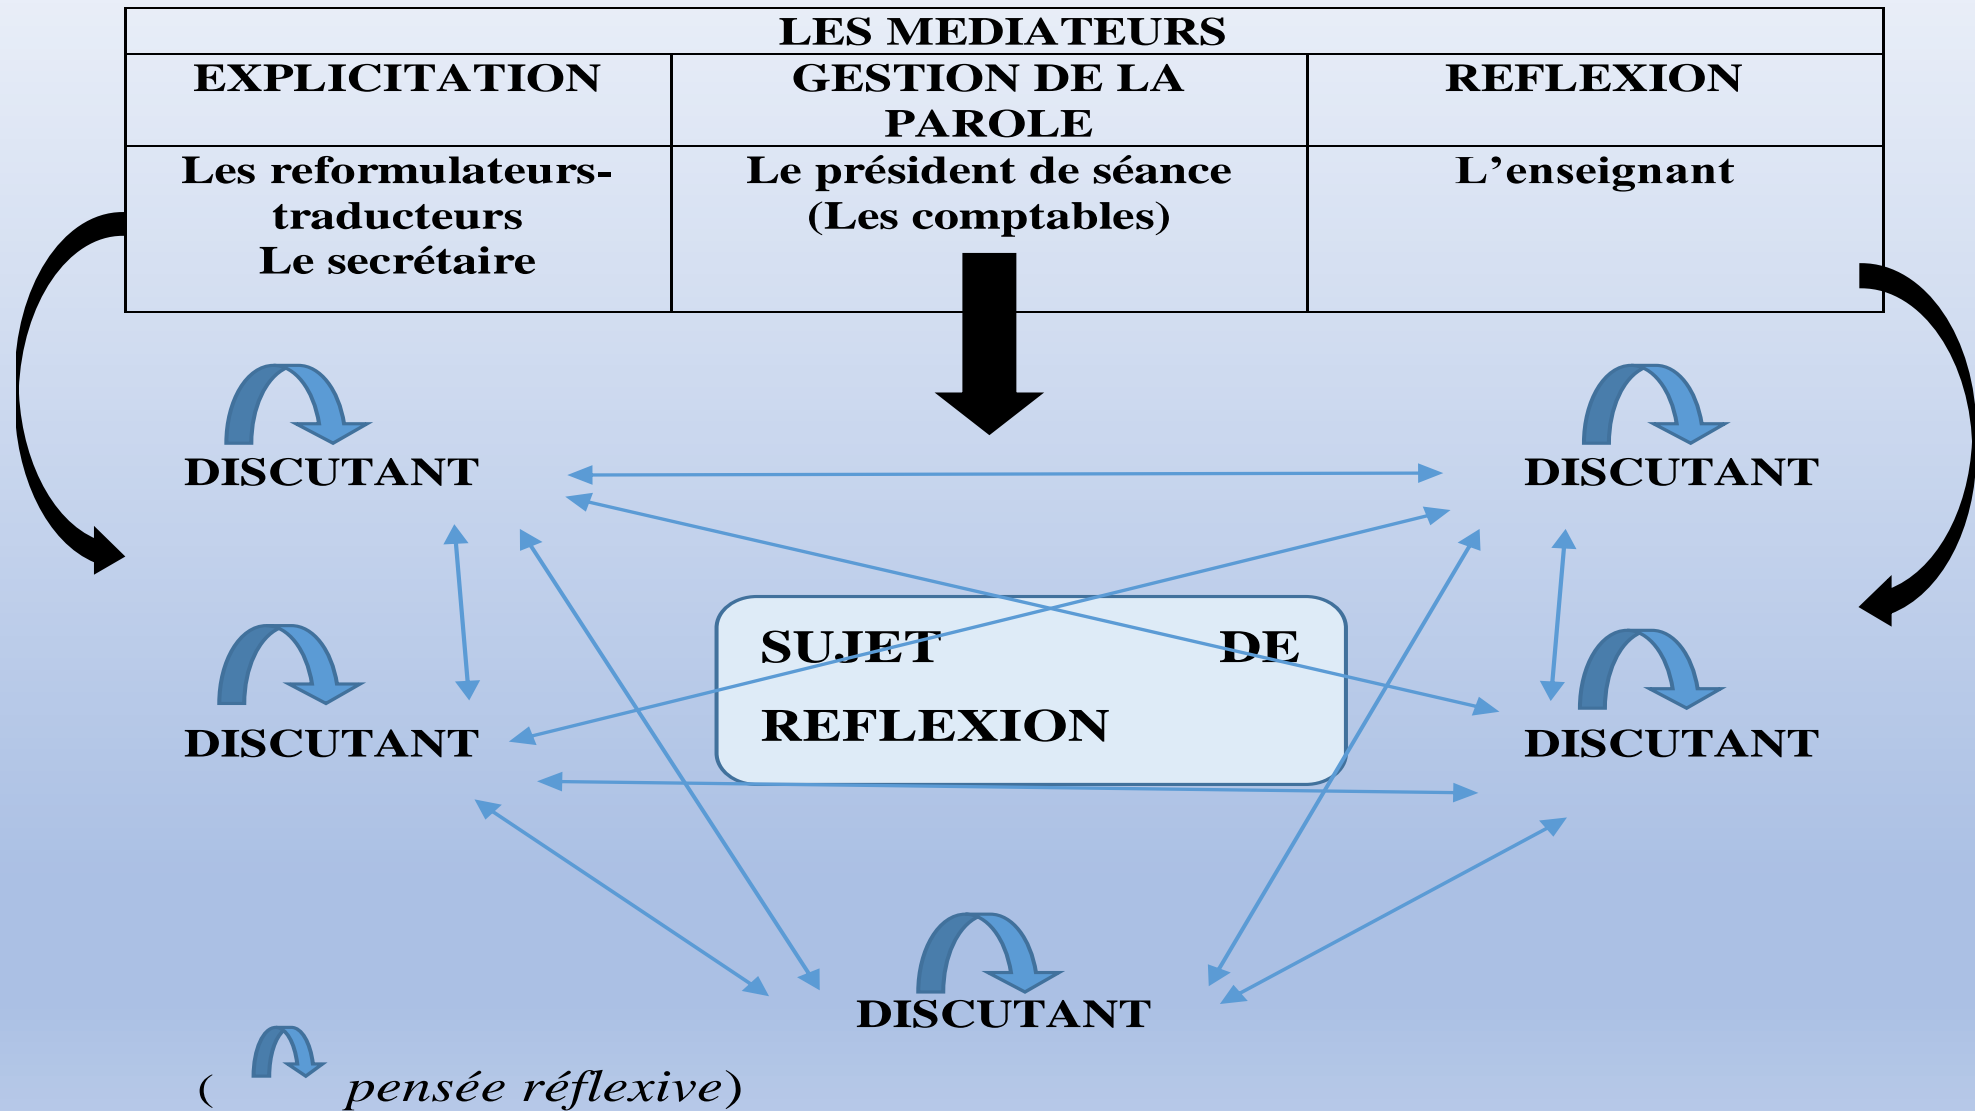 LES MEDIATEURS
EXPLICITATION
GESTION DE LA
PAROLE
REFLEXION
Les reformulateurs-
traducteurs
Le secrétaire
Le président de séance
(Les comptables)
L’enseignant
DISCUTANT
DISCUTANT
SUJET DE
REFLEXION
DISCUTANT
DISCUTANT
DISCUTANT
( pensée réflexive)